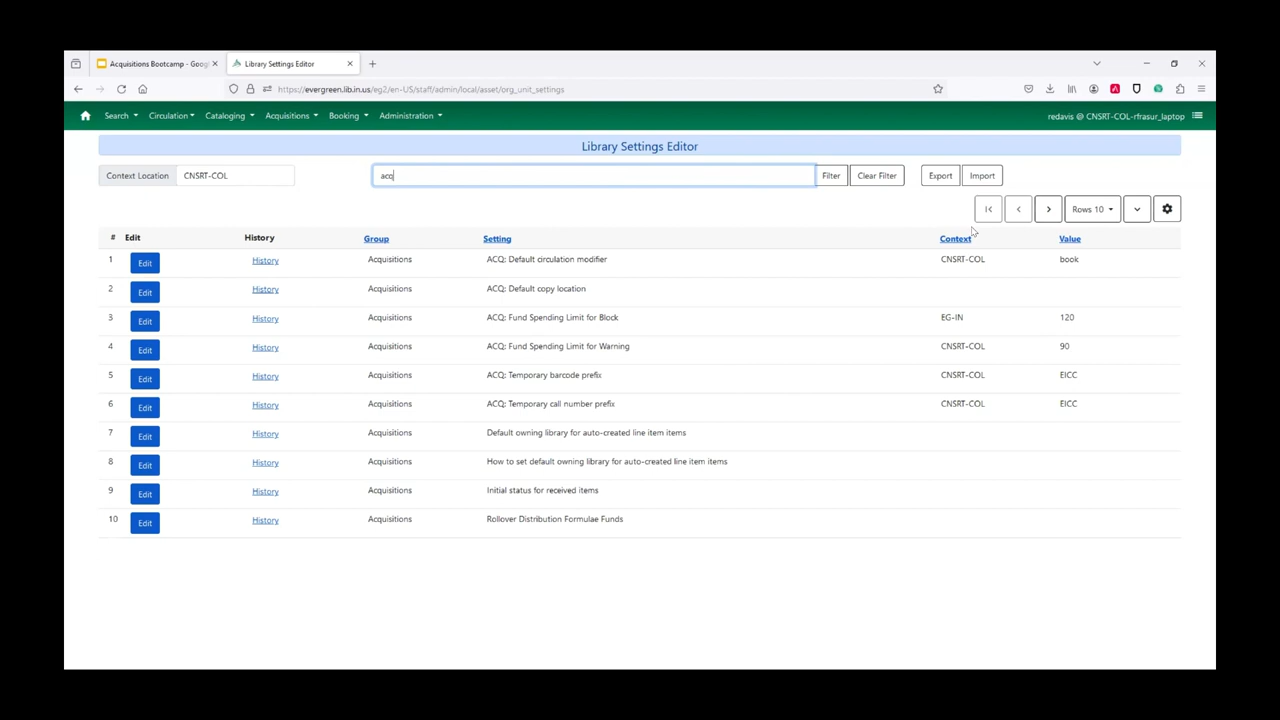 Acquisitions Bootcamp - Goog
Library Settings Editor
https://evergreen.lib.in.us/eg2/en-US/staff/admin/local/asset/org_unit_settings
Search Circulation Cataloging Acquisitions Booking Administration redavis @ CNSRT-COL-rfrasur_laptop
Library Settings Editor
Context Location CNSRT-COL acq Filter Clear Filter Export Import
Rows 10
# Edit History Group Setting Context Value
1 Edit History Acquisitions ACQ: Default circulation modifier CNSRT-COL book
2 Edit History Acquisitions ACQ: Default copy location
3 Edit History Acquisitions ACQ: Fund Spending Limit for Block EG-IN 120
4 Edit History Acquisitions ACQ: Fund Spending Limit for Warning CNSRT-COL 90
5 Edit History Acquisitions ACQ: Temporary barcode prefix CNSRT-COL EICC
6 Edit History Acquisitions ACQ: Temporary call number prefix CNSRT-COL EICC
7 Edit History Acquisitions Default owning library for auto-created line item items
8 Edit History Acquisitions How to set default owning library for auto-created line item items
9 Edit History Acquisitions Initial status for received items
10 Edit History Acquisitions Rollover Distribution Formulae Funds